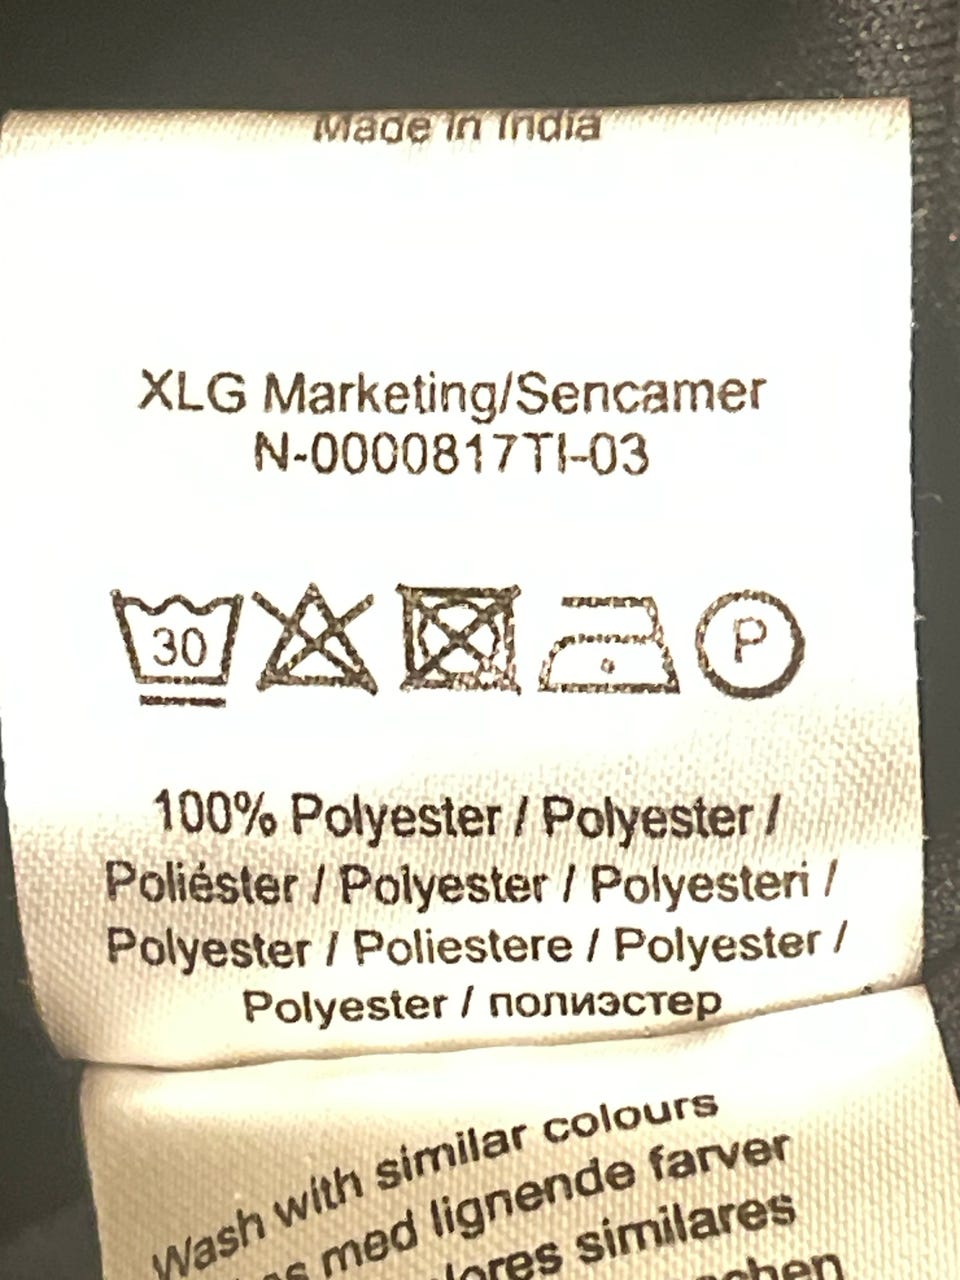 Made in India
XLG Marketing/Sencamer
N-0000817TI-03
30
P
100% Polyester / Polyester /
Poliéster / Polyester / Polyesteri /
Polyester / Poliestere / Polyester /
Polyester / полиэстер
Wash with similar colours
med lignende farver
similares